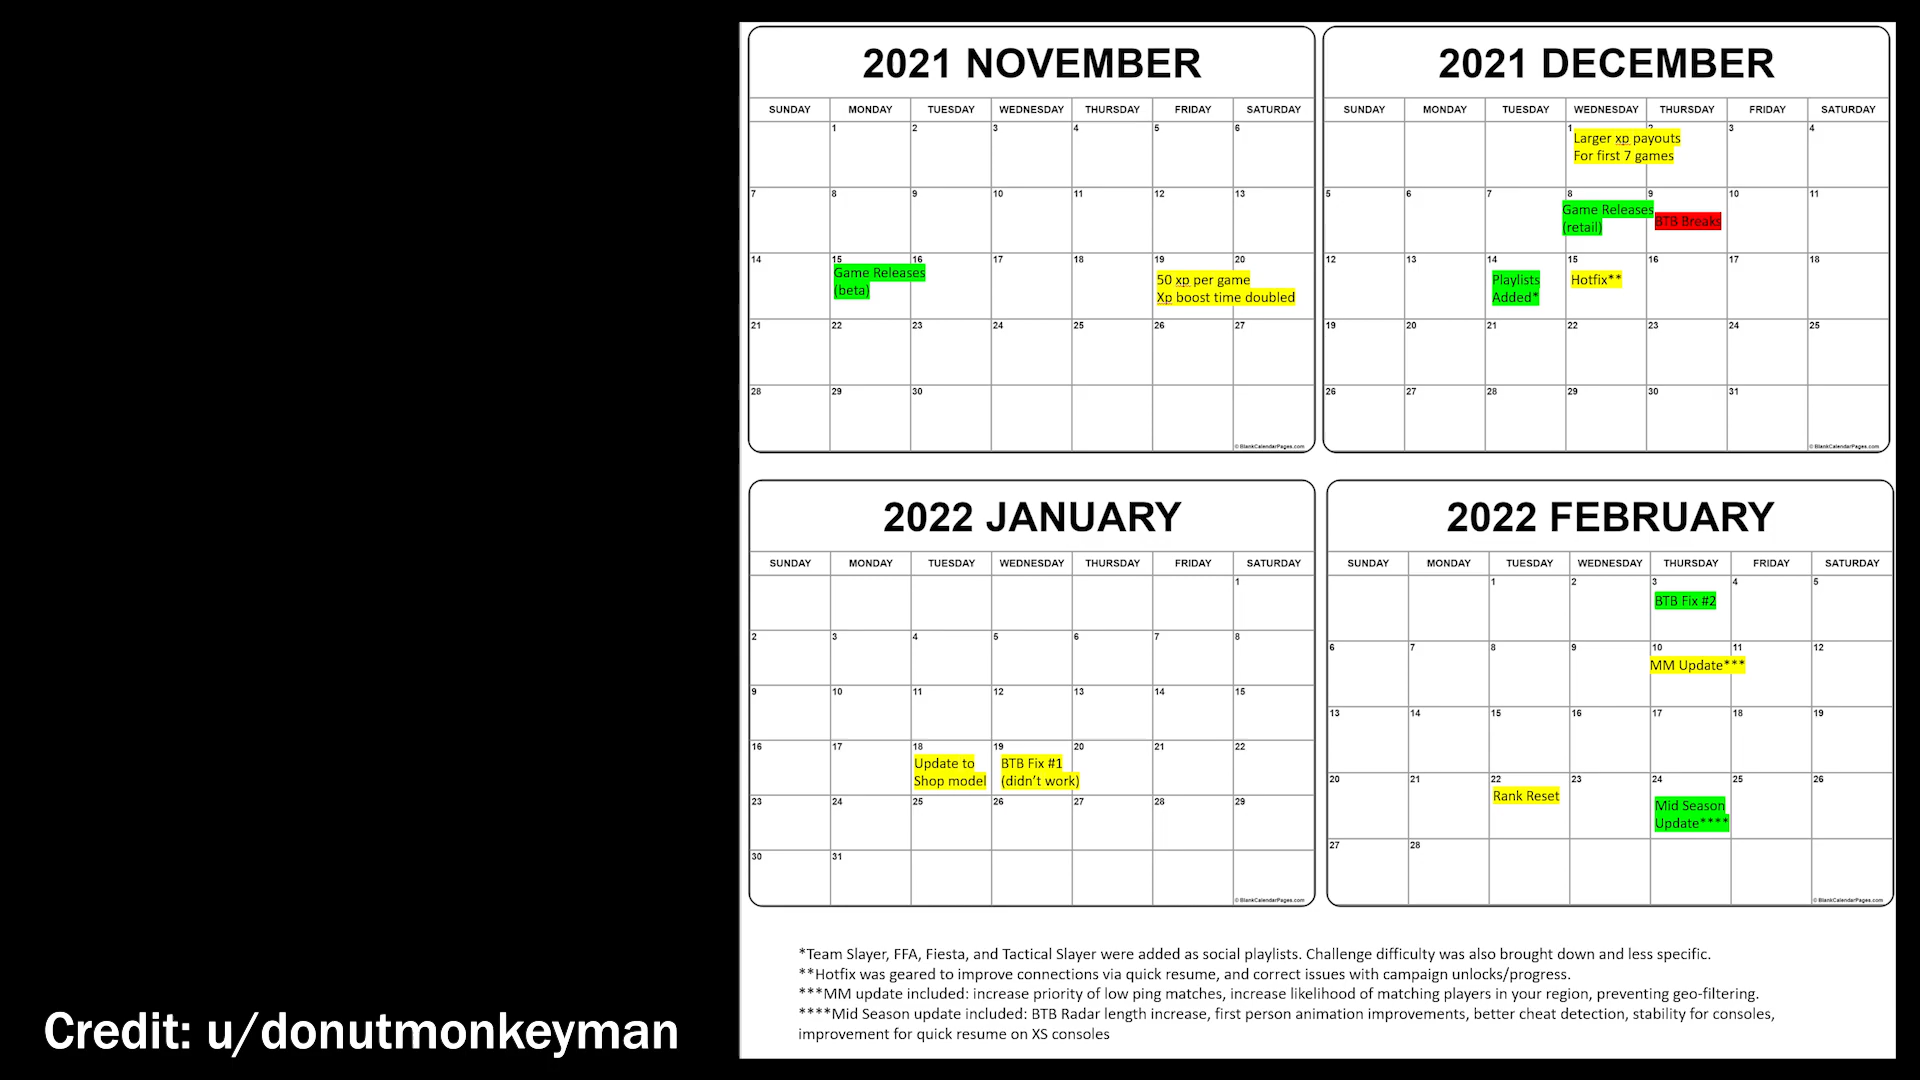 2021 NOVEMBER
SUNDAY MONDAY TUESDAY WEDNESDAY THURSDAY FRIDAY SATURDAY
1 2 3 4 5 6
7 8 9 10 11 12 13
14 15 16 17 18 19 20
Game Releases
(beta)
50 xp per game
Xp boost time doubled
21 22 23 24 25 26 27
28 29 30
© BlankCalendarPages.com
2021 DECEMBER
SUNDAY MONDAY TUESDAY WEDNESDAY THURSDAY FRIDAY SATURDAY
1 2 3 4
Larger xp payouts
For first 7 games
5 6 7 8 9 10 11
Game Releases
(retail)
BTB Breaks
12 13 14 15 16 17 18
Playlists
Added*
Hotfix**
19 20 21 22 23 24 25
26 27 28 29 30 31
© BlankCalendarPages.com
2022 JANUARY
SUNDAY MONDAY TUESDAY WEDNESDAY THURSDAY FRIDAY SATURDAY
1
2 3 4 5 6 7 8
9 10 11 12 13 14 15
16 17 18 19 20 21 22
Update to
Shop model
BTB Fix #1
(didn't work)
23 24 25 26 27 28 29
30 31
© BlankCalendarPages.com
2022 FEBRUARY
SUNDAY MONDAY TUESDAY WEDNESDAY THURSDAY FRIDAY SATURDAY
1 2 3 4 5
BTB Fix #2
6 7 8 9 10 11 12
MM Update***
13 14 15 16 17 18 19
20 21 22 23 24 25 26
Rank Reset
Mid Season
Update****
27 28
© BlankCalendarPages.com
*Team Slayer, FFA, Fiesta, and Tactical Slayer were added as social playlists. Challenge difficulty was also brought down and less specific.
**Hotfix was geared to improve connections via quick resume, and correct issues with campaign unlocks/progress.
***MM update included: increase priority of low ping matches, increase likelihood of matching players in your region, preventing geo-filtering.
****Mid Season update included: BTB Radar length increase, first person animation improvements, better cheat detection, stability for consoles,
improvement for quick resume on XS consoles
Credit: u/donutmonkeyman